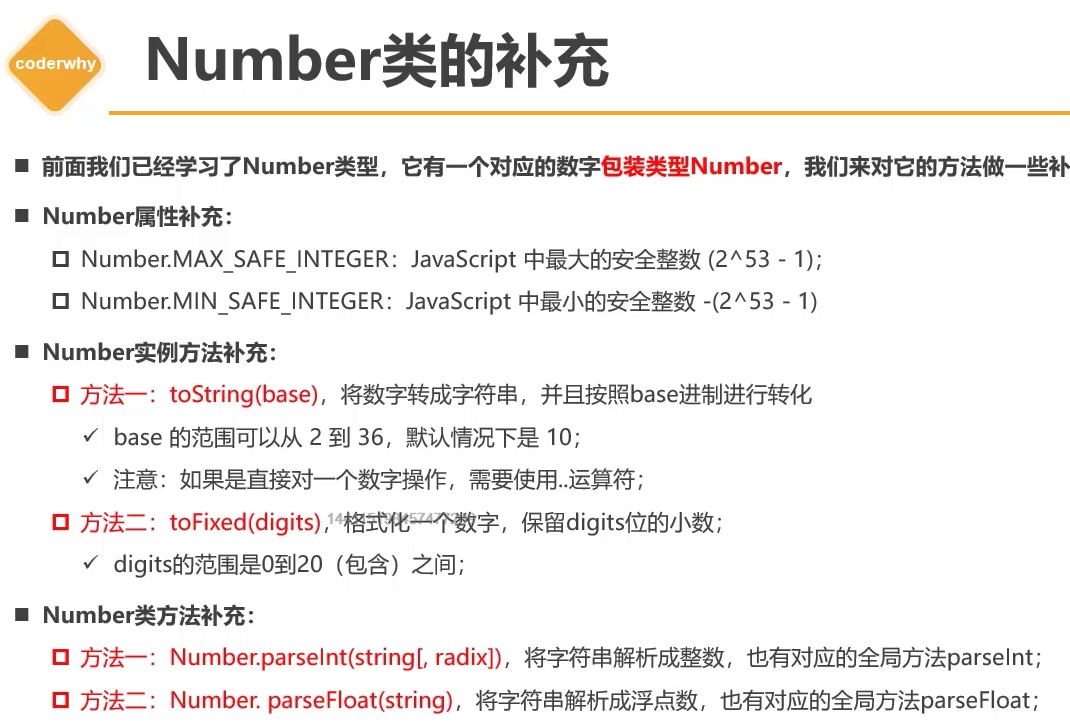 coderwhy
Number类的补充
前面我们已经学习了Number类型，它有一个对应的数字包装类型Number，我们来对它的方法做一些补
Number属性补充：
Number.MAX_SAFE_INTEGER：JavaScript 中最大的安全整数 (2^53 - 1)；
Number.MIN_SAFE_INTEGER：JavaScript 中最小的安全整数 -(2^53 - 1)
Number实例方法补充：
方法一：toString(base)，将数字转成字符串，并且按照base进制进行转化
base 的范围可以从 2 到 36，默认情况下是 10；
注意：如果是直接对一个数字操作，需要使用..运算符；
方法二：toFixed(digits)，格式化一个数字，保留digits位的小数；
digits的范围是0到20（包含）之间；
Number类方法补充：
方法一：Number.parseInt(string[, radix])，将字符串解析成整数，也有对应的全局方法parseInt；
方法二：Number. parseFloat(string)，将字符串解析成浮点数，也有对应的全局方法parseFloat；